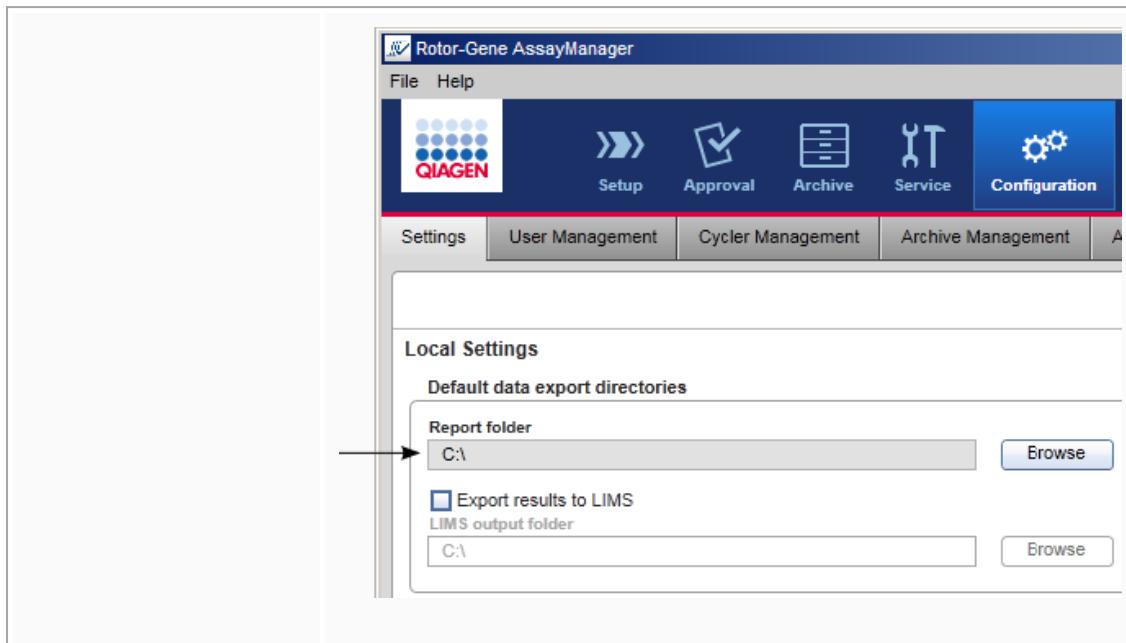 Rotor-Gene AssayManager
File Help
QIAGEN
Setup Approval Archive Service Configuration
Settings User Management Cycler Management Archive Management A
Local Settings
Default data export directories
Report folder
C:\ Browse
Export results to LIMS
LIMS output folder
C:\ Browse